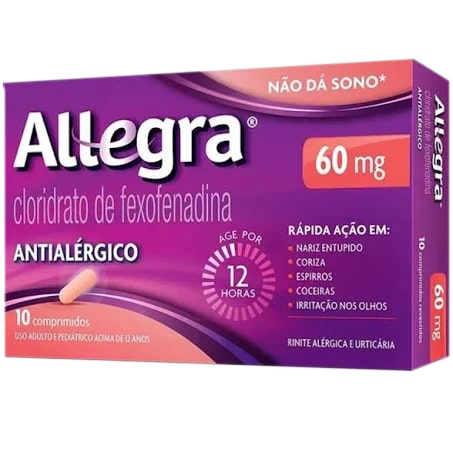 NÃO DÁ SONO*
Allegra®
60 mg
cloridrato de fexofenadina
ANTIALÉRGICO
AGE POR
12
HORAS
RÁPIDA AÇÃO EM:
• NARIZ ENTUPIDO
• CORIZA
• ESPIRROS
• COCEIRAS
• IRRITAÇÃO NOS OLHOS
10 comprimidos
USO ADULTO E PEDIÁTRICO ACIMA DE 12 ANOS
RINITE ALÉRGICA E URTICÁRIA
Allegra®
cloridrato de fexofenadina
ANTIALÉRGICO
10 comprimidos revestidos
60 mg